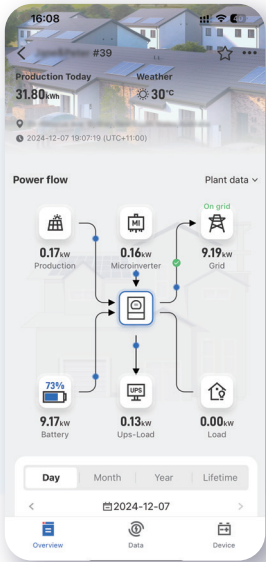 16:08
#39
Production Today
Weather
31.80kWh
30°C
2024-12-07 19:07:19 (UTC+11:00)
Power flow
Plant data
On grid
MI
0.17kW
0.16kW
9.19kW
Production
Microinverter
Grid
73%
UPS
9.17kW
0.13kW
0.00kW
Battery
Ups-Load
Load
Day
Month
Year
Lifetime
2024-12-07
Overview
Data
Device